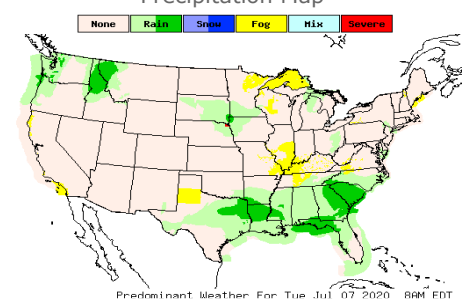 Precipitation Map
None Rain Snow Fog Mix Severe
Predominant Weather For Tue Jul 07 2020 8AM EDT